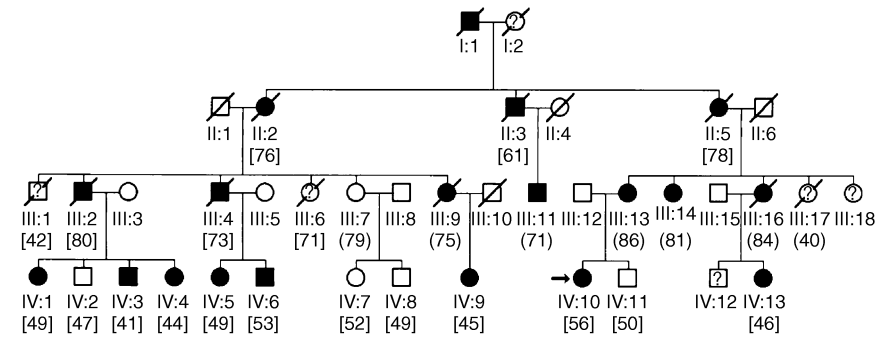 ?
I:1 I:2
II:1 II:2 II:3 II:4 II:5 II:6
[76] [61] [78]
? ? ? ?
III:1 III:2 III:3 III:4 III:5 III:6 III:7 III:8 III:9 III:10 III:11 III:12 III:13 III:14 III:15 III:16 III:17 III:18
[42] [80] [73] [71] (79) (75) (71) (86) (81) (84) (40)
?
IV:1 IV:2 IV:3 IV:4 IV:5 IV:6 IV:7 IV:8 IV:9 IV:10 IV:11 IV:12 IV:13
[49] [47] [41] [44] [49] [53] [52] [49] [45] [56] [50] [46]